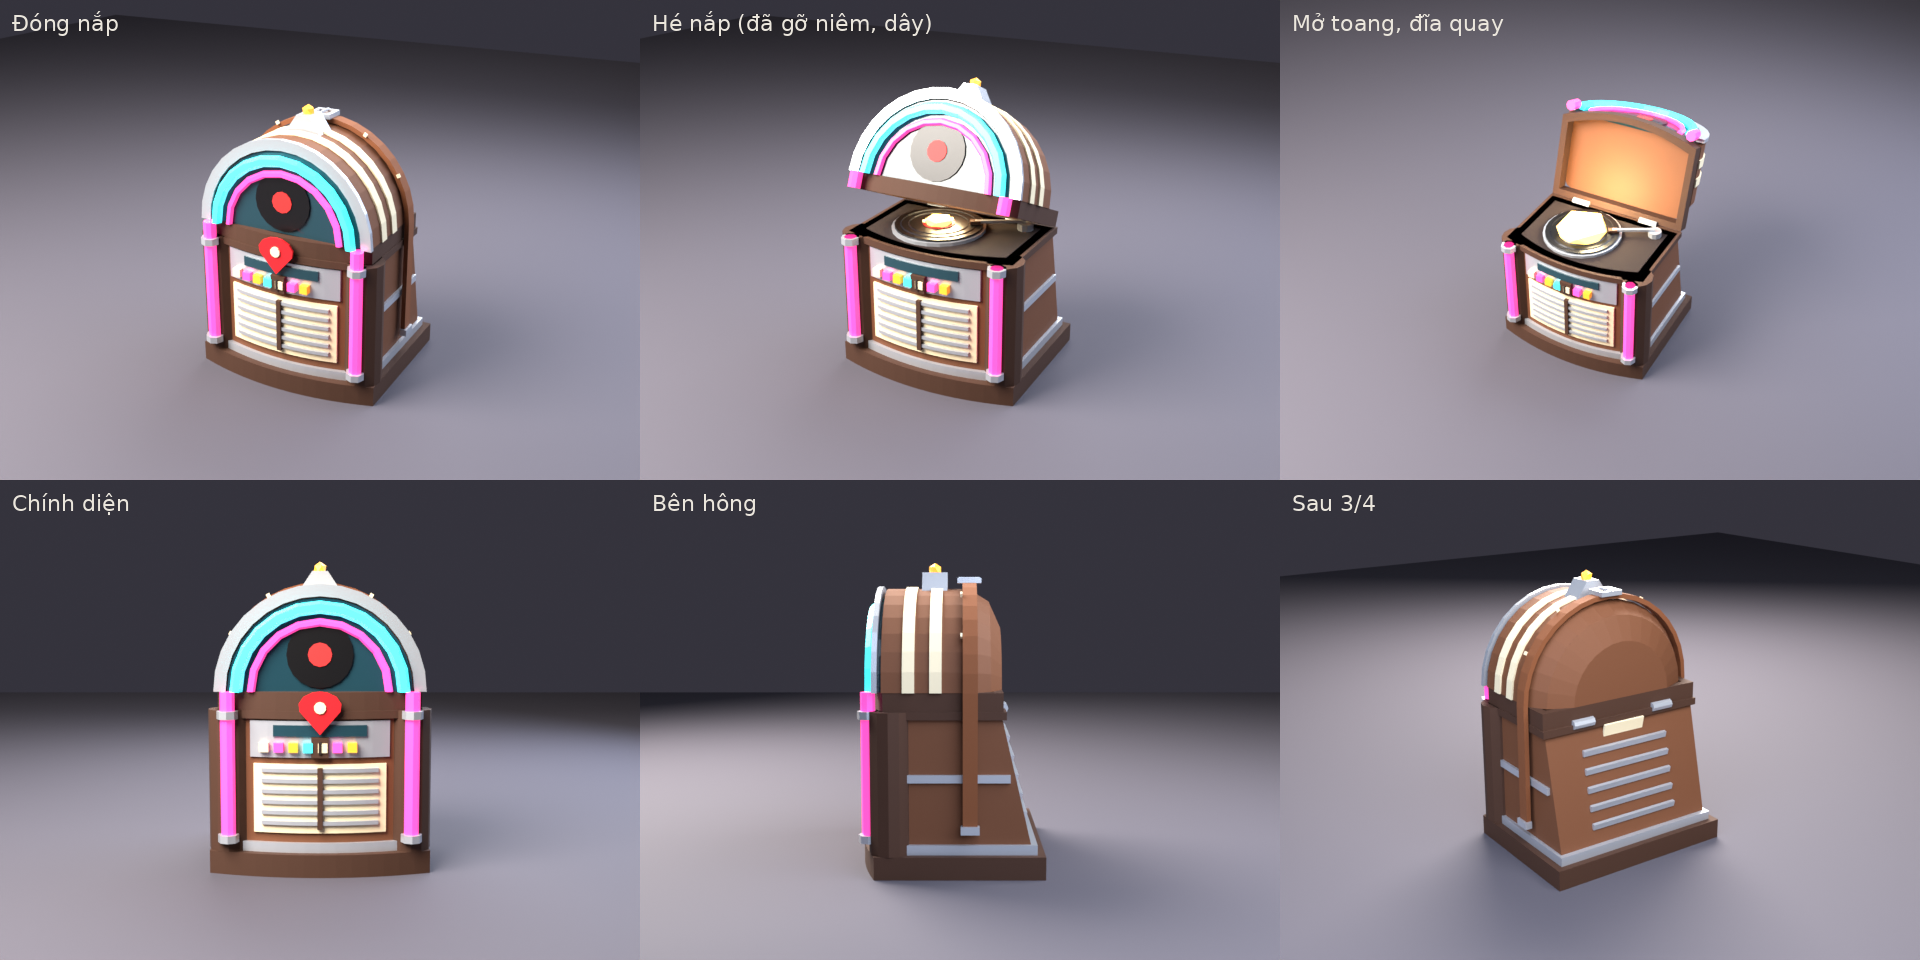 Đóng nắp
Hé nắp (đã gỡ niêm, dây)
Mở toang, đĩa quay
Chính diện
Bên hông
Sau 3/4